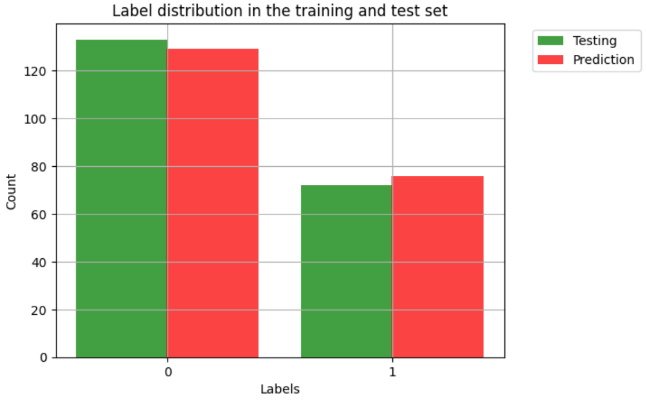 Label distribution in the training and test set
Testing
Prediction
120
100
80
60
40
20
0
Count
0 1
Labels